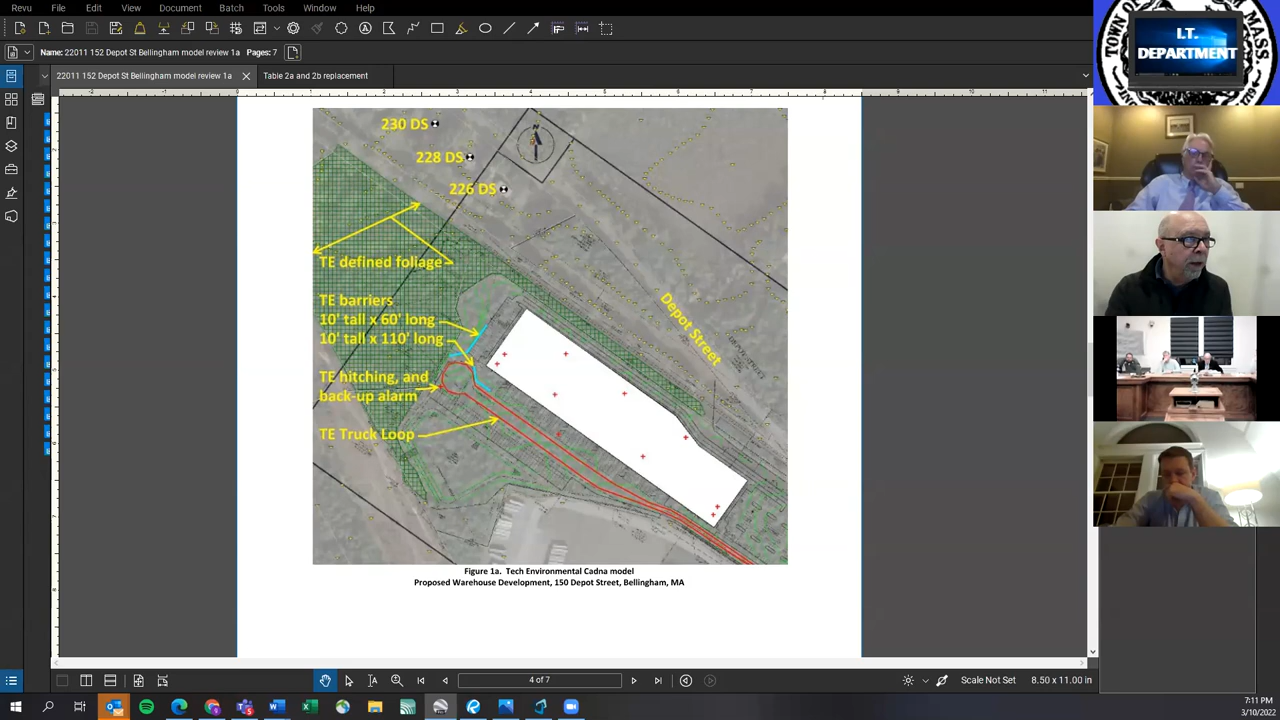 Revu File Edit View Document Batch Tools Window Help
Name: 22011 152 Depot St Bellingham model review 1a Pages: 7
22011 152 Depot St Bellingham model review 1a
Table 2a and 2b replacement
230 DS
228 DS
226 DS
N
TE defined foliage
TE barriers
10' tall x 60' long
10' tall x 110' long
TE hitching, and
back-up alarm
TE Truck Loop
Depot Street
Figure 1a. Tech Environmental Cadna model
Proposed Warehouse Development, 150 Depot Street, Bellingham, MA
4 of 7
Scale Not Set
8.50 x 11.00 in
7:11 PM
3/10/2022
TOWN OF
MASS.
I.T.
DEPARTMENT